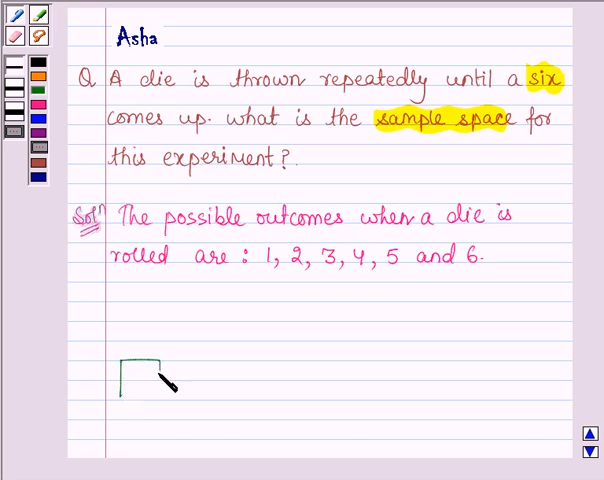 Asha
Q A die is thrown repeatedly until a six
comes up. what is the sample space for
this experiment?
Solⁿ The possible outcomes when a die is
rolled are : 1, 2, 3, 4, 5 and 6.